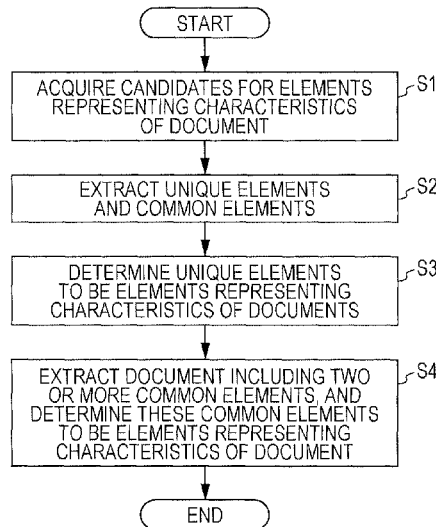 START
ACQUIRE CANDIDATES FOR ELEMENTS
REPRESENTING CHARACTERISTICS
OF DOCUMENT
S1
EXTRACT UNIQUE ELEMENTS
AND COMMON ELEMENTS
S2
DETERMINE UNIQUE ELEMENTS
TO BE ELEMENTS REPRESENTING
CHARACTERISTICS OF DOCUMENTS
S3
EXTRACT DOCUMENT INCLUDING TWO
OR MORE COMMON ELEMENTS, AND
DETERMINE THESE COMMON ELEMENTS
TO BE ELEMENTS REPRESENTING
CHARACTERISTICS OF DOCUMENT
S4
END